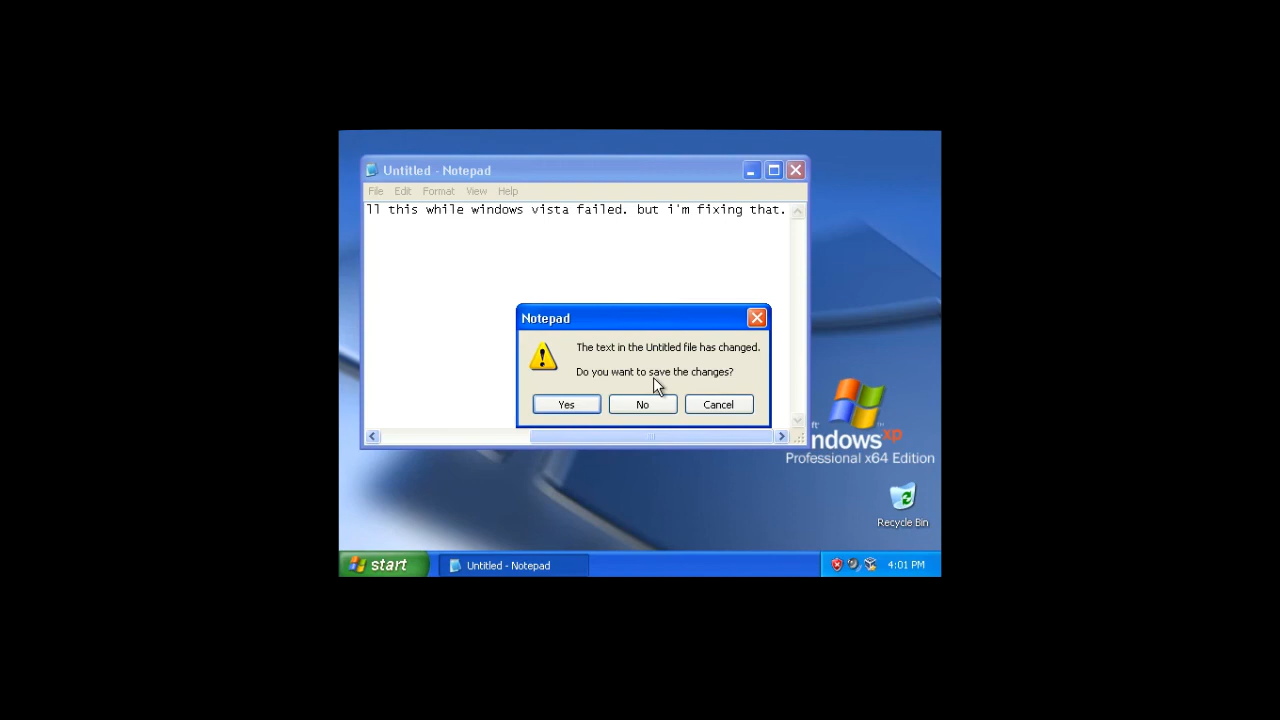 Untitled - Notepad
File Edit Format View Help
ll this while windows vista failed. but i'm fixing that.
Notepad
The text in the Untitled file has changed.
Do you want to save the changes?
Yes No Cancel
ft
ndows xp
Professional x64 Edition
Recycle Bin
start Untitled - Notepad 4:01 PM